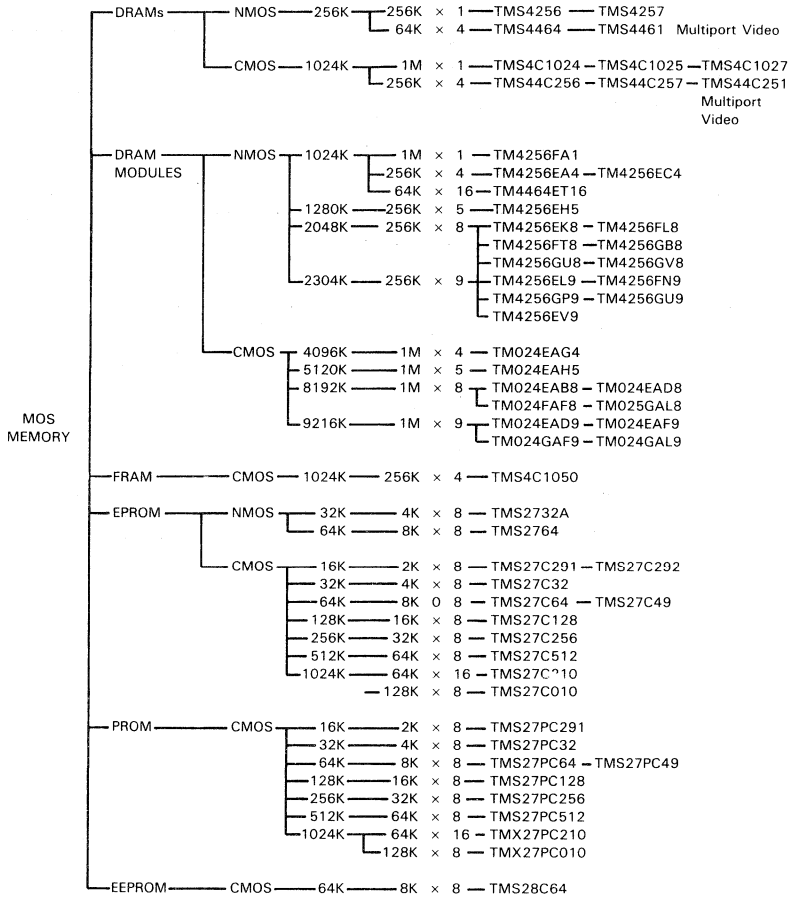 DRAMs NMOS 256K 256K × 1 TMS4256 TMS4257
64K × 4 TMS4464 TMS4461 Multiport Video
CMOS 1024K 1M × 1 TMS4C1024 TMS4C1025 TMS4C1027
256K × 4 TMS44C256 TMS44C257 TMS44C251
Multiport
Video
DRAM NMOS 1024K 1M × 1 TM4256FA1
MODULES 256K × 4 TM4256EA4 TM4256EC4
64K × 16 TM4464ET16
1280K 256K × 5 TM4256EH5
2048K 256K × 8 TM4256EK8 TM4256FL8
TM4256FT8 TM4256GB8
TM4256GU8 TM4256GV8
2304K 256K × 9 TM4256EL9 TM4256FN9
TM4256GP9 TM4256GU9
TM4256EV9
CMOS 4096K 1M × 4 TM024EAG4
5120K 1M × 5 TM024EAH5
8192K 1M × 8 TM024EAB8 TM024EAD8
TM024FAF8 TM025GAL8
9216K 1M × 9 TM024EAD9 TM024EAF9
TM024GAF9 TM024GAL9
MOS
MEMORY
FRAM CMOS 1024K 256K × 4 TMS4C1050
EPROM NMOS 32K 4K × 8 TMS2732A
64K 8K × 8 TMS2764
CMOS 16K 2K × 8 TMS27C291 TMS27C292
32K 4K × 8 TMS27C32
64K 8K 0 8 TMS27C64 TMS27C49
128K 16K × 8 TMS27C128
256K 32K × 8 TMS27C256
512K 64K × 8 TMS27C512
1024K 64K × 16
128K × 8 TMS27C010
PROM CMOS 16K 2K × 8 TMS27PC291
32K 4K × 8 TMS27PC32
64K 8K × 8 TMS27PC64 TMS27PC49
128K 16K × 8 TMS27PC128
256K 32K × 8 TMS27PC256
512K 64K × 8 TMS27PC512
1024K 64K × 16 TMX27PC210
128K × 8 TMX27PC010
EEPROM CMOS 64K 8K × 8 TMS28C64